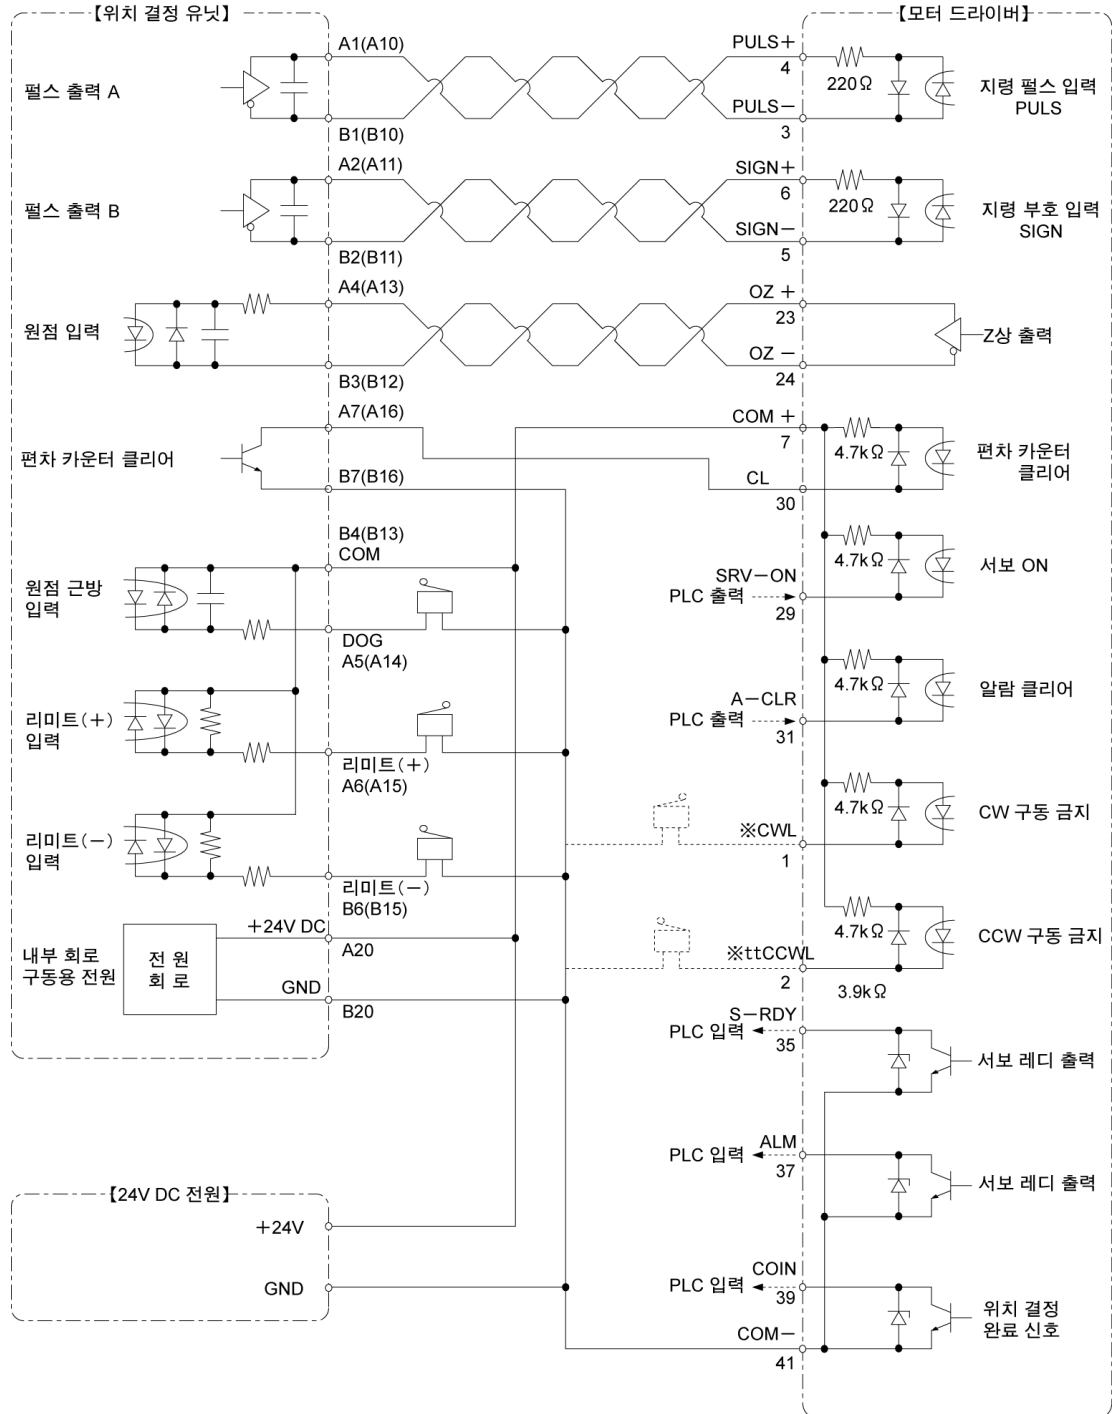 【위치 결정 유닛】
【모터 드라이버】
펄스 출력 A
A1(A10)
B1(B10)
PULS+
4
PULS−
3
220Ω
지령 펄스 입력
PULS
펄스 출력 B
A2(A11)
B2(B11)
SIGN+
6
SIGN−
5
220Ω
지령 부호 입력
SIGN
원점 입력
A4(A13)
B3(B12)
OZ +
23
OZ -
24
Z상 출력
편차 카운터 클리어
A7(A16)
B7(B16)
COM +
7
CL
30
4.7kΩ
편차 카운터
클리어
원점 근방
입력
B4(B13)
COM
DOG
A5(A14)
SRV−ON
PLC 출력
29
4.7kΩ
서보 ON
리미트(+)
입력
리미트(+)
A6(A15)
A−CLR
PLC 출력
31
4.7kΩ
알람 클리어
리미트(−)
입력
리미트(−)
B6(B15)
※CWL
1
4.7kΩ
CW 구동 금지
내부 회로
구동용 전원
전 원
회 로
+24V DC
A20
GND
B20
※ttCCWL
2
4.7kΩ
3.9kΩ
CCW 구동 금지
S−RDY
PLC 입력
35
서보 레디 출력
ALM
PLC 입력
37
서보 레디 출력
【24V DC 전원】
+24V
GND
COIN
PLC 입력
39
COM−
41
위치 결정
완료 신호